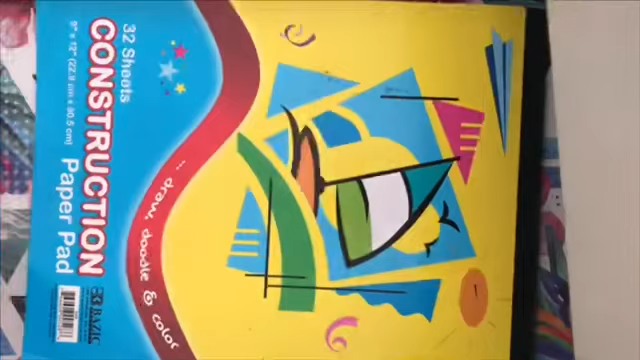 32 Sheets
CONSTRUCTION
9" x 12" (22.9 cm x 30.5 cm) Paper Pad
... draw, doodle & color
BAZIC